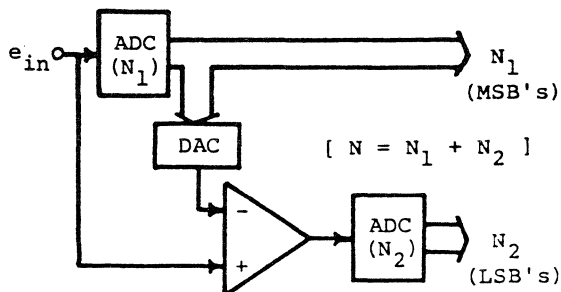 e_in
ADC
(N_1)
N_1
(MSB's)
DAC
[ N = N_1 + N_2 ]
-
+
ADC
(N_2)
N_2
(LSB's)